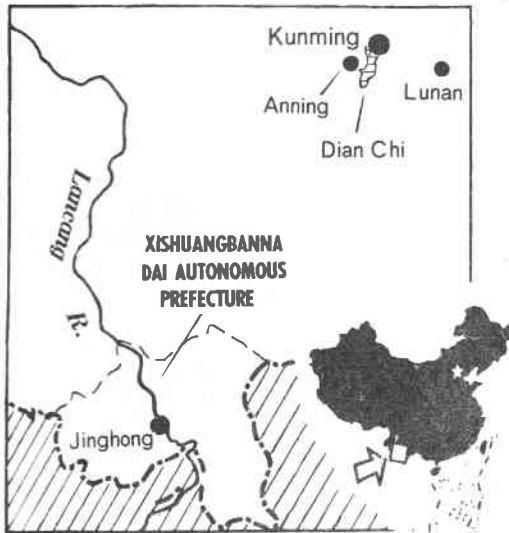 Kunming
Anning
Lunan
Dian Chi
Lancang
R.
XISHUANGBANNA
DAI AUTONOMOUS
PREFECTURE
Jinghong